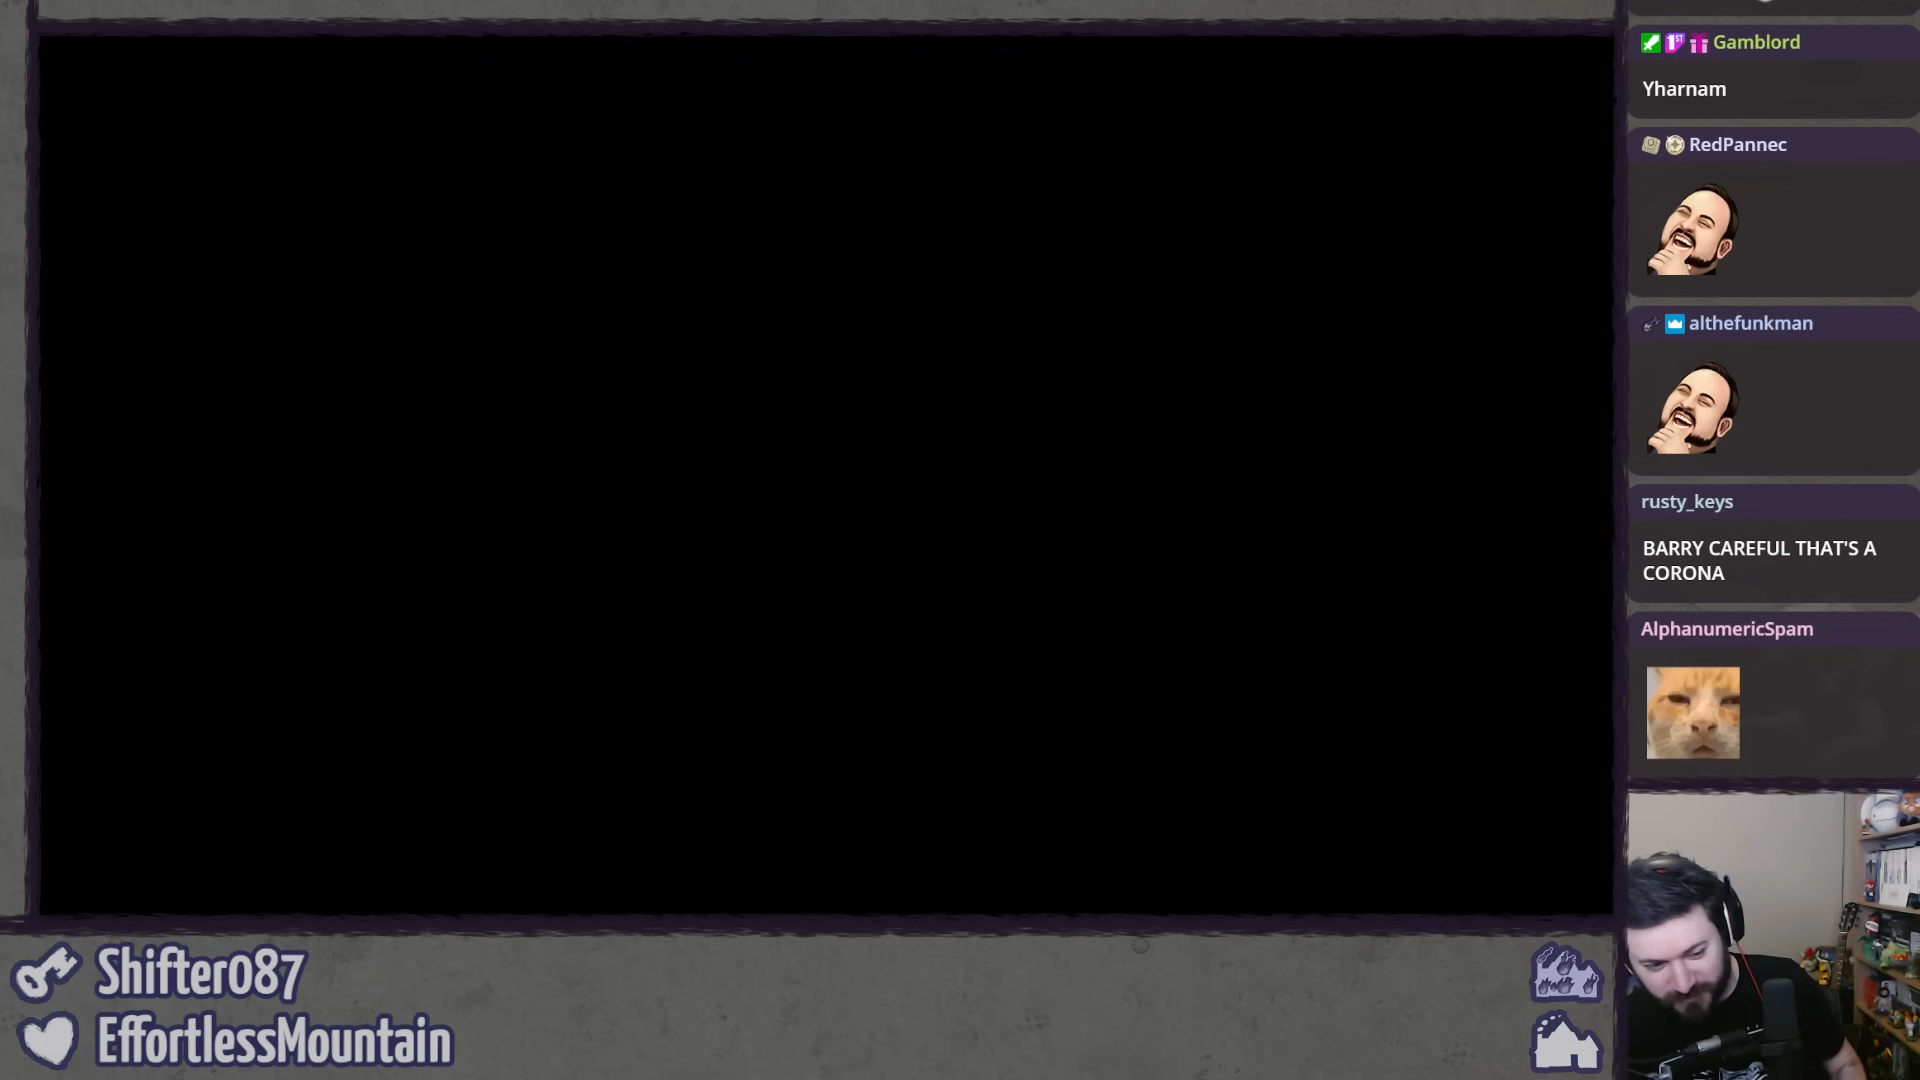 Gamblord
Yharnam
RedPannec
althefunkman
rusty_keys
BARRY CAREFUL THAT'S A
CORONA
AlphanumericSpam
Shifter087
EffortlessMountain